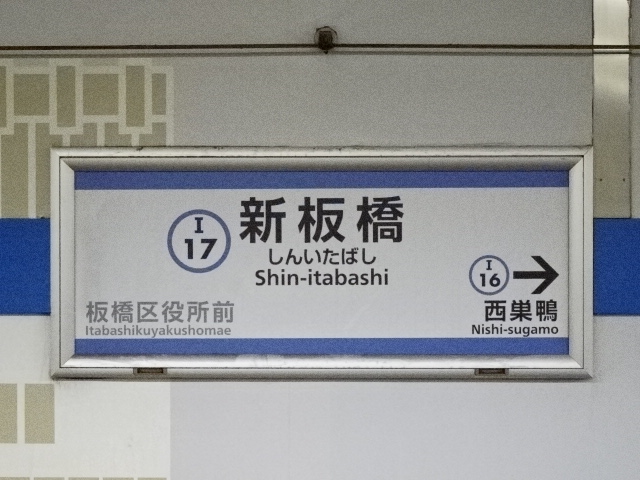 I
17
新板橋
しんいたばし
Shin-itabashi
板橋区役所前
Itabashikuyakushomae
I
16
西巣鴨
Nishi-sugamo